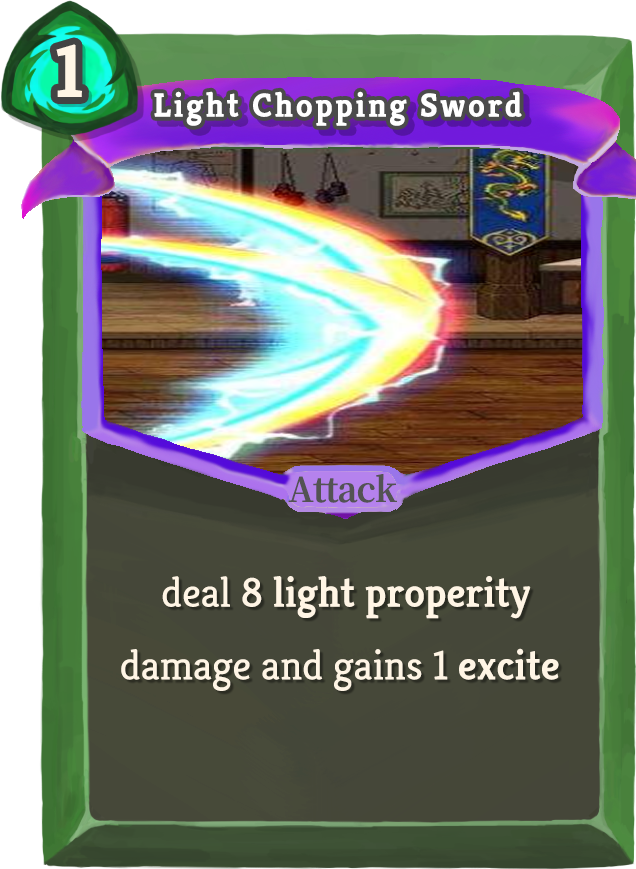 1
Light Chopping Sword
Attack
deal 8 light properity
damage and gains 1 excite